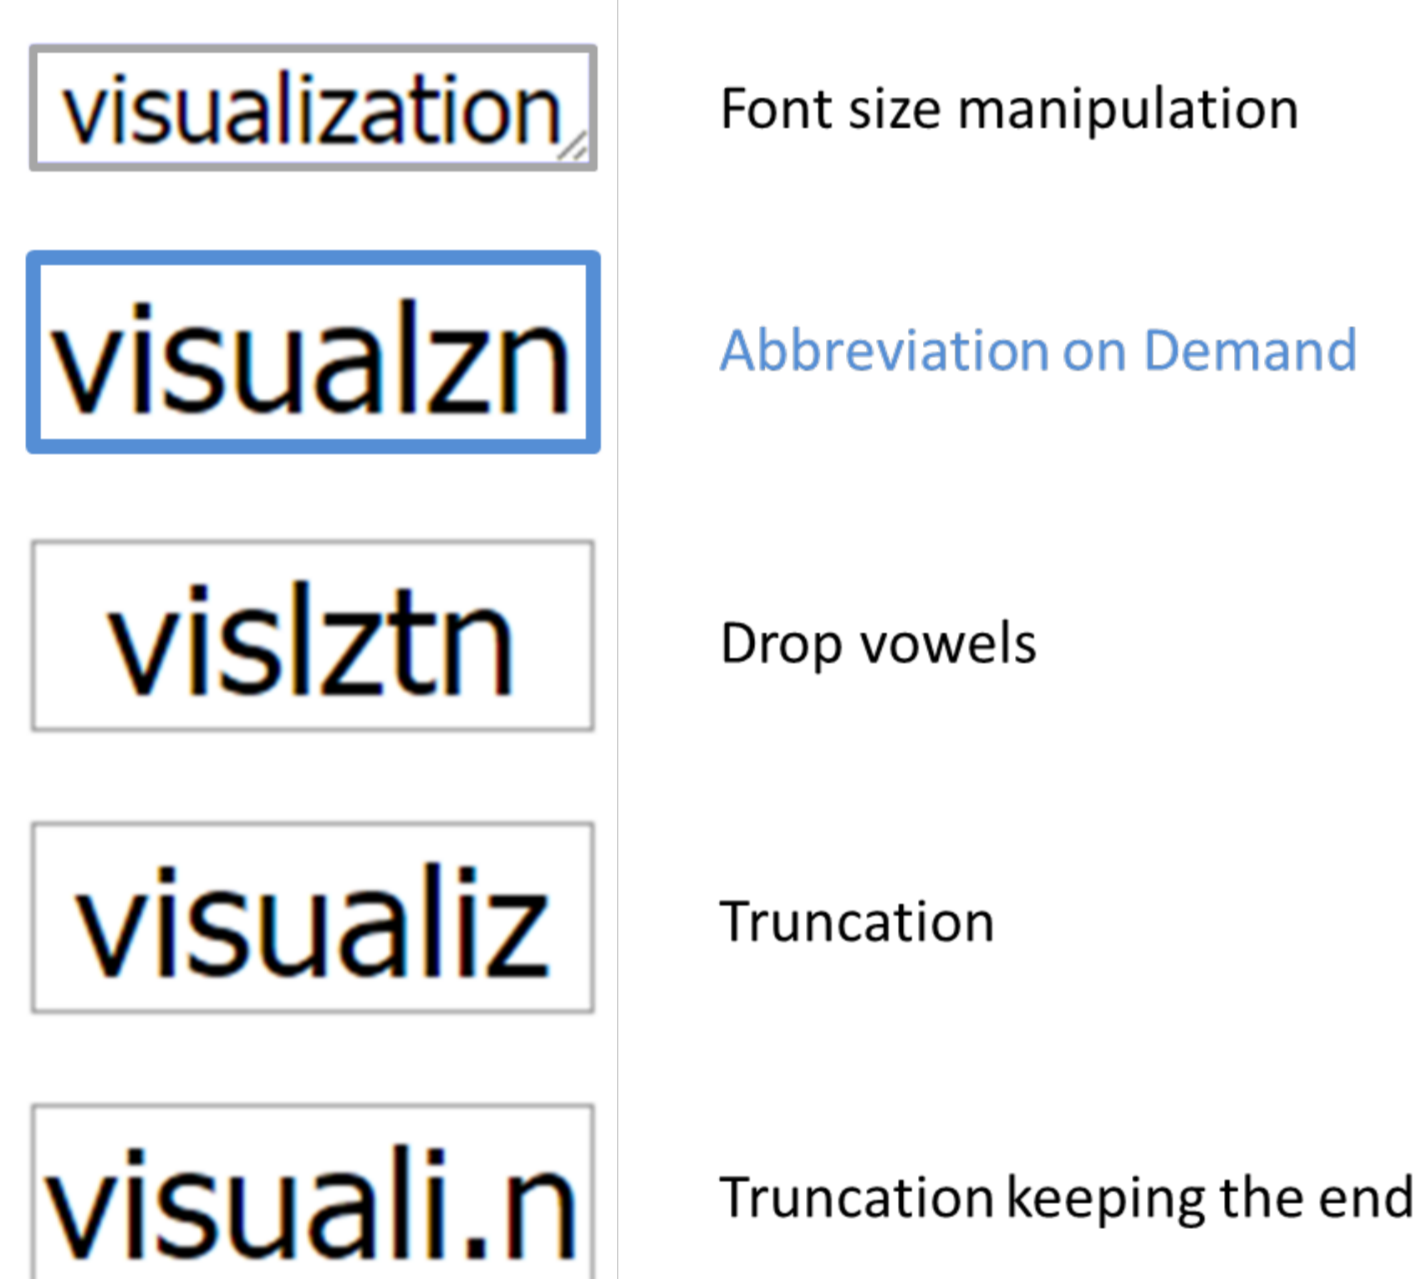 visualization Font size manipulation
visualzn Abbreviation on Demand
vislztn Drop vowels
visualiz Truncation
visuali.n Truncation keeping the end